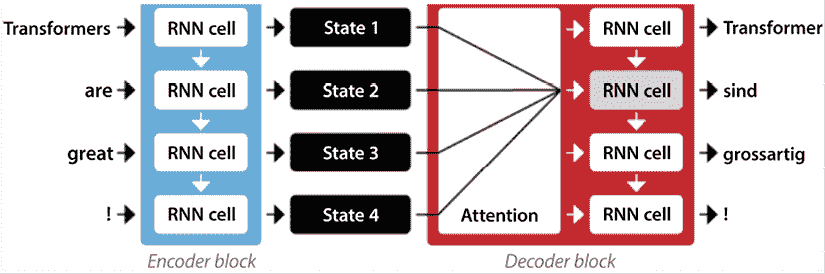 Transformers RNN cell State 1 RNN cell Transformer
are RNN cell State 2 RNN cell sind
great RNN cell State 3 RNN cell grossartig
! RNN cell State 4 Attention RNN cell !
Encoder block Decoder block